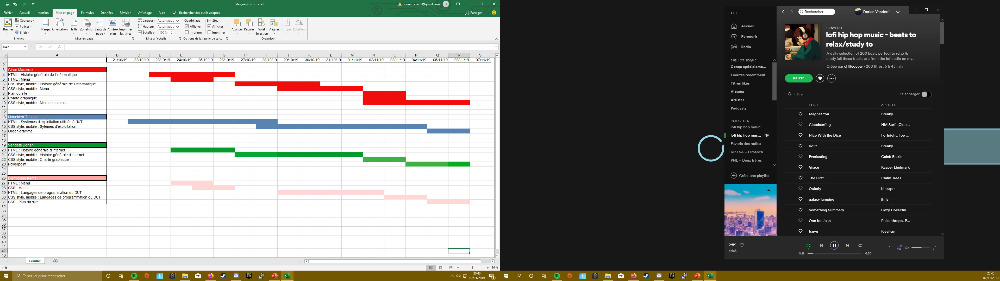 diagramme - Excel
dorian.ven19@gmail.com
D
Fichier Accueil Insertion Mise en page Formules Données Révision Affichage Aide Rechercher des outils adaptés Partager
Thèmes
Couleurs
Polices
Effets
Thèmes
Marges Orientation Taille ZoneImpr Sauts de page Arrière-plan Imprimer les titres
Mise en page
Largeur : Automatiqu
Hauteur : Automatiqu
Échelle : 100 %
Mise à l'échelle
Quadrillage En-têtes
Afficher Afficher
Imprimer Imprimer
Options de la feuille de calcul
Avancer Reculer Volet Sélection Aligner Grouper Rotation
Organiser
R42
fx
A B C D E F G H I J K L M N O P Q R S
1 21/10/19 22/10/19 23/10/19 24/10/19 25/10/19 26/10/19 27/10/19 28/10/19 29/10/19 30/10/19 31/10/19 01/11/19 02/11/19 03/11/19 04/11/19 05/11/19 06/11/19 07/11/19
2
3 Giron Maxence
4 HTML : Histoire générale de l'informatique
5 HTML : Menu
6 CSS style, mobile : Histoire générale de l'informatique
7 CSS style, mobile : Menu
8 Plan du site
9 Charte graphique
10 CSS style, mobile : Mise en commun
11
12
13 Mauchien Thomas
14 HTML : Systèmes d'exploitation utilisés à l'IUT
15 CSS style, mobile : Sytèmes d'exploitation
16 Organigramme
17
18
19 Vendetti Dorian
20 HTML : Histoire générale d'internet
21 CSS style, mobile : Histoire générale d'internet
22 CSS style, mobile : Charte graphique
23 Powerpoint
24
25
26 Djermoune Kemil
27 HTML : Menu
28 CSS : Menu
29 HTML : Langages de programmation du DUT
30 CSS style, mobile : Langages de programmation du DUT
31 CSS : Plan du site
32
33
34
35
36
37
38
39
40
41
42
43
Feuille1
Prêt
96 %
Taper ici pour rechercher
20:40
07/11/2019
Rechercher
Dorian Vendetti
Accueil
Parcourir
Radio
BIBLIOTHÈQUE
Conçu spécialeme...
Écoutés récemment
Titres likés
Albums
Artistes
Podcasts
PLAYLISTS
lofi hip hop music -...
lofi hip hop mus...
Favoris des radios
KIKESA – Dimanch...
PNL – Deux frères
Créer une playlist
PLAYLIST
lofi hip hop music - beats to
relax/study to
A daily selection of 200 beats perfect to relax &
study (all these tracks are from the lofi radio on my...
Créée par chilledcow • 200 titres, 6 h 43 min
PAUSE
Filtre
Télécharger
TITRE ARTISTE
Magnet You Brenky
Cloudsurfing HM Surf, [Clou...
Nice With the Dice Fortnight, Too ...
liv' it Brenky
Everlasting Caleb Belkin
Grace Kasper Lindmark
The First Psalm Trees
Quietly blnkspc_
galaxy jumping jhfly
Something Summery Cozy Collectiv...
One for Juan Philanthrope, P...
tsuyu Idealism
2:59
chief.
0:11
-1:50
20:40
07/11/2019